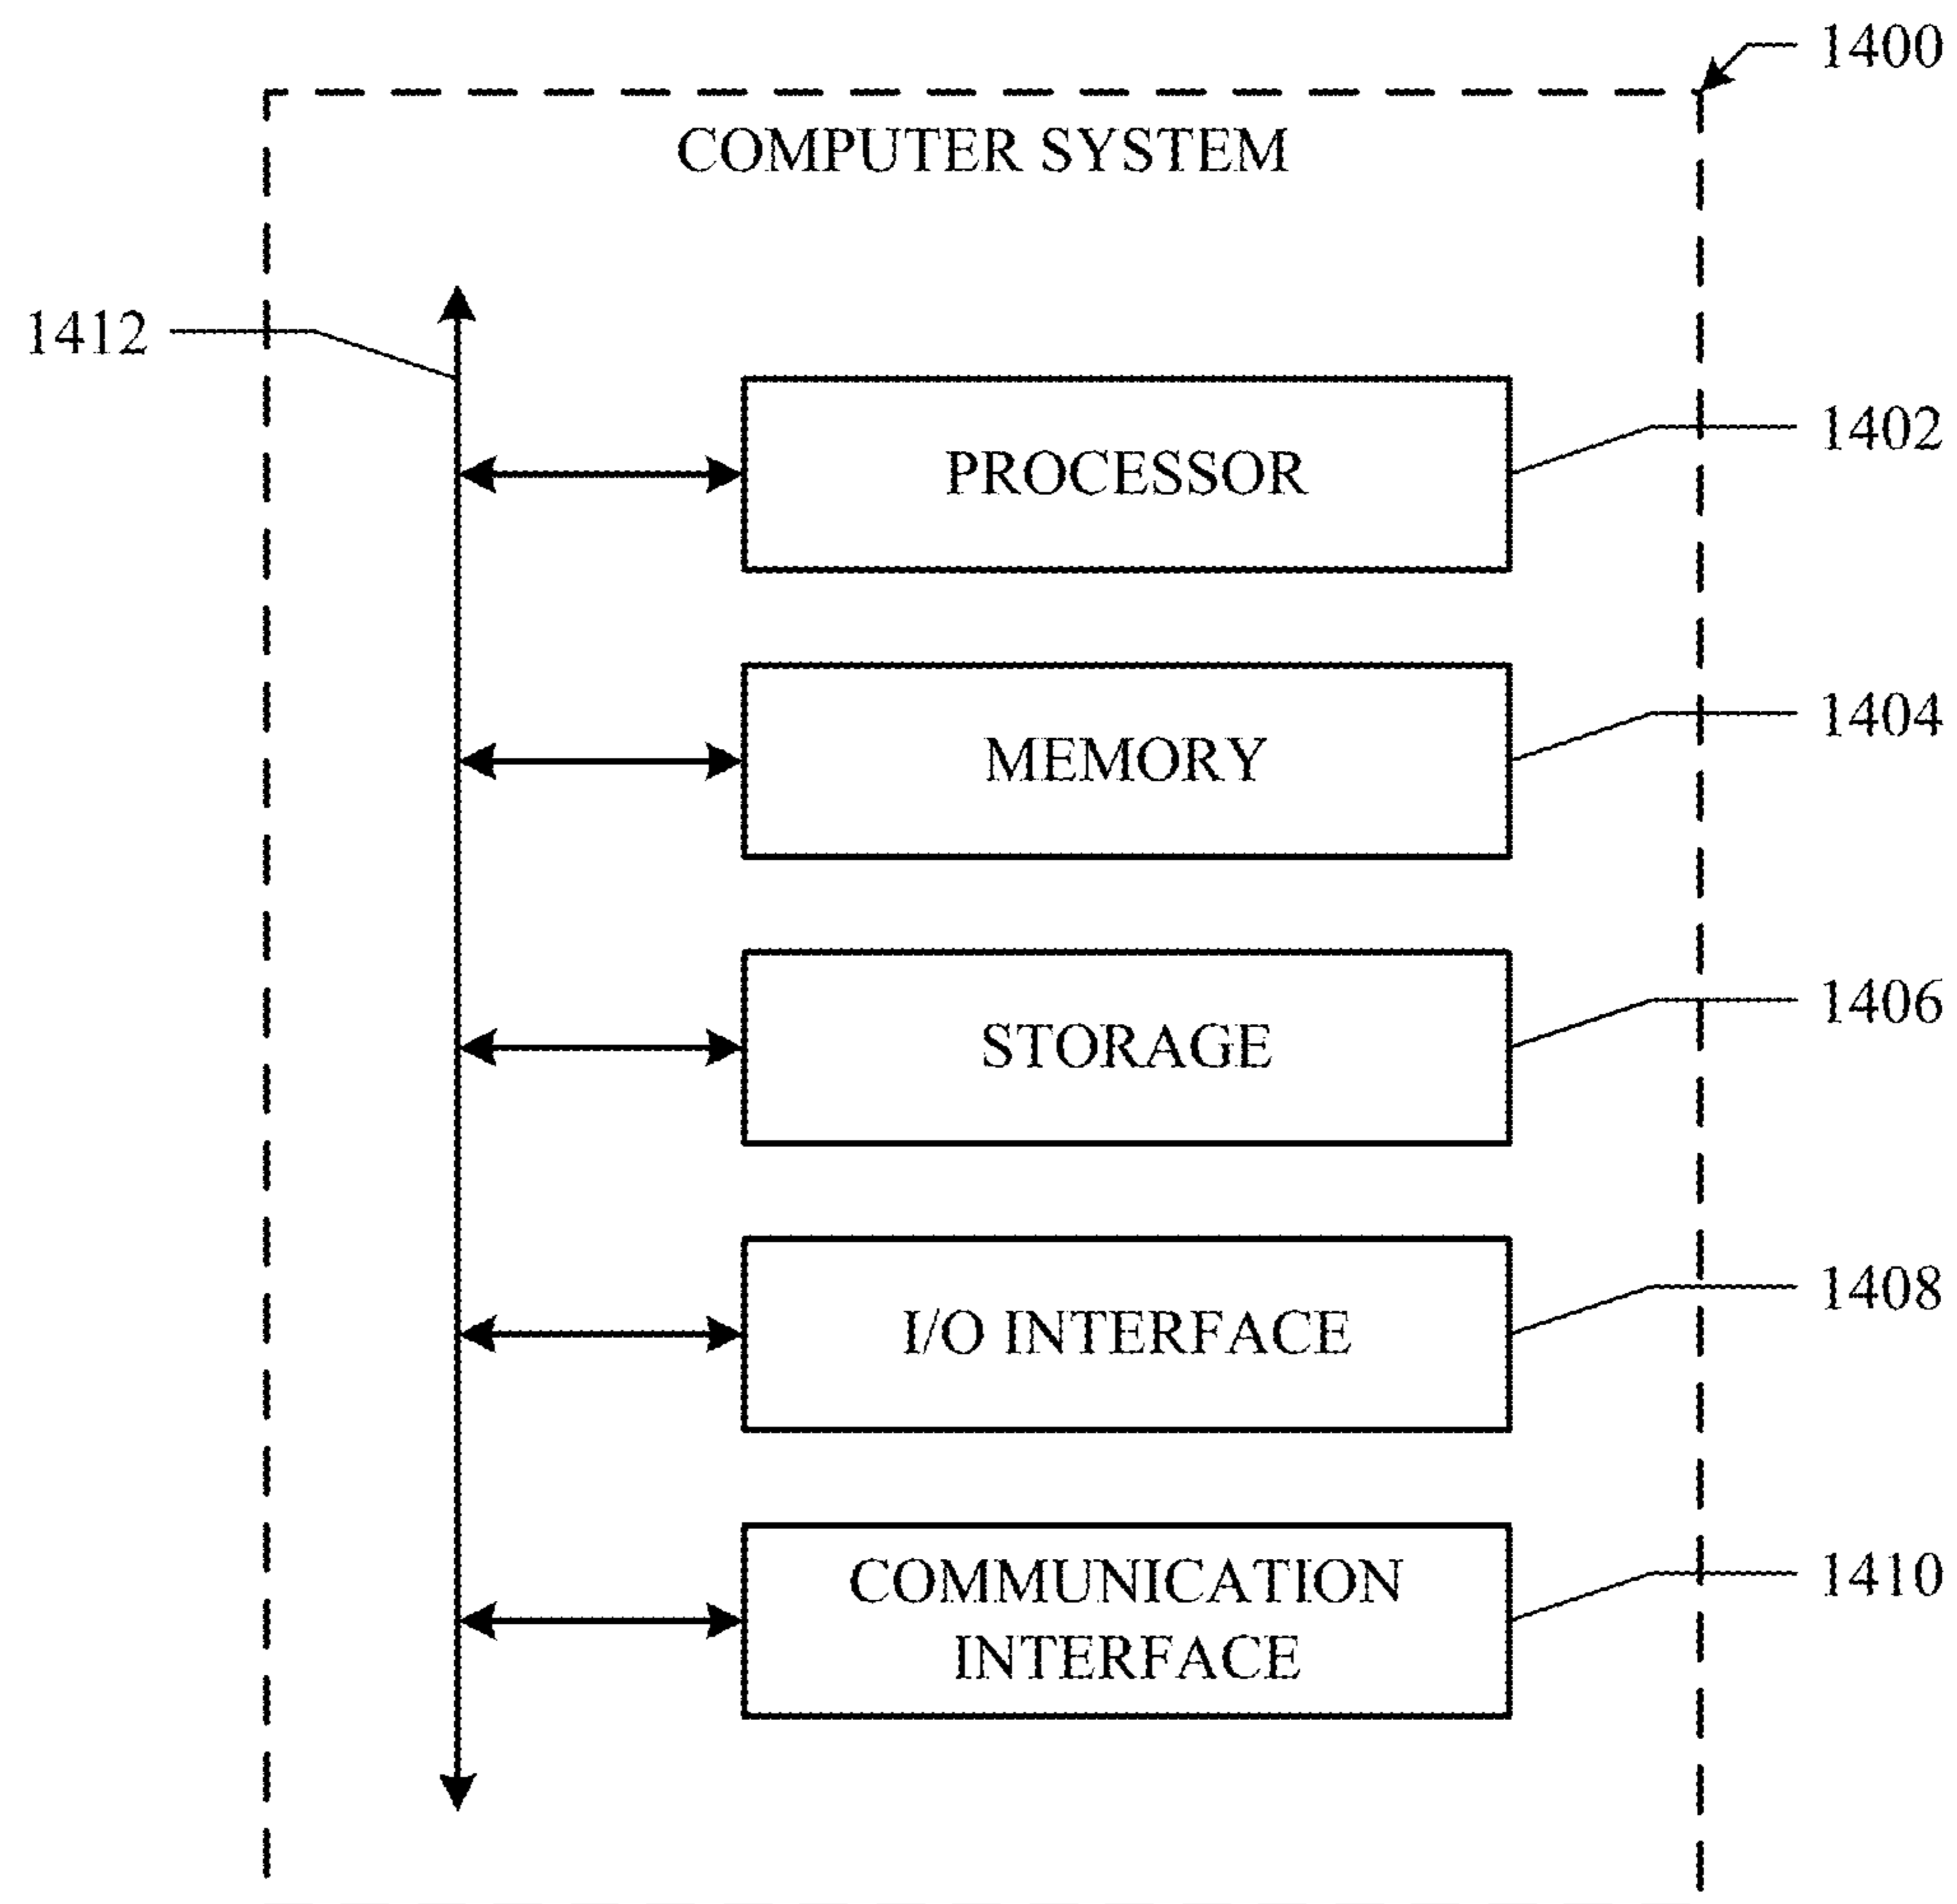 1400
COMPUTER SYSTEM
1412
1402
PROCESSOR
1404
MEMORY
1406
STORAGE
1408
I/O INTERFACE
1410
COMMUNICATION
INTERFACE